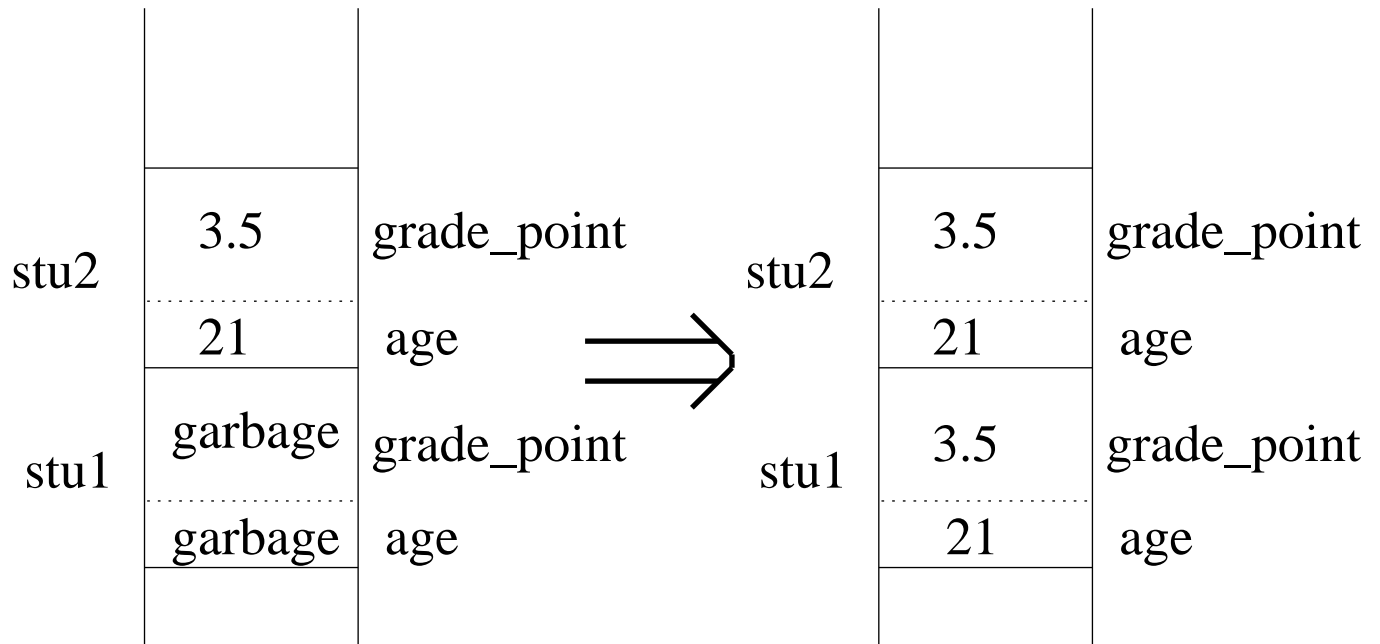 3.5 grade_point
stu2
21 age
garbage grade_point
stu1
garbage age
3.5 grade_point
stu2
21 age
3.5 grade_point
stu1
21 age